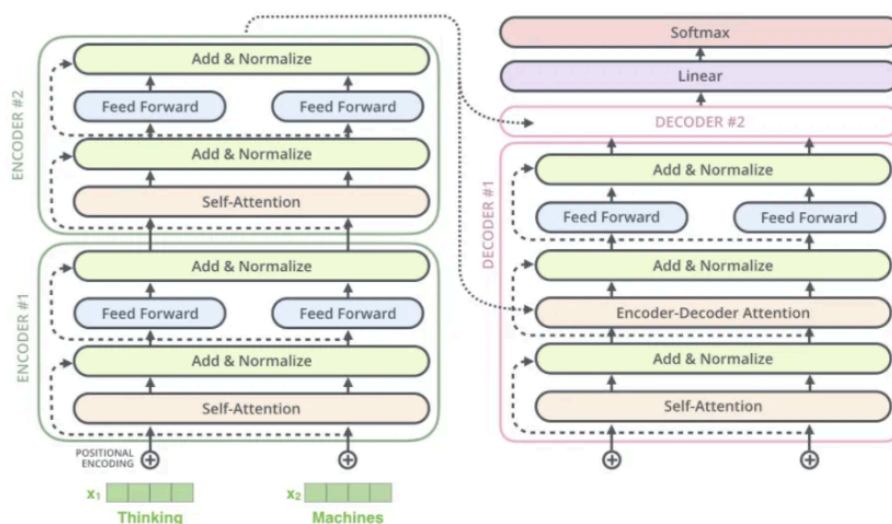 ENCODER #2
Add & Normalize
Feed Forward Feed Forward
Add & Normalize
Self-Attention
ENCODER #1
Add & Normalize
Feed Forward Feed Forward
Add & Normalize
Self-Attention
POSITIONAL
ENCODING
x1 x2
Thinking Machines
Softmax
Linear
DECODER #2
DECODER #1
Add & Normalize
Feed Forward Feed Forward
Add & Normalize
Encoder-Decoder Attention
Add & Normalize
Self-Attention